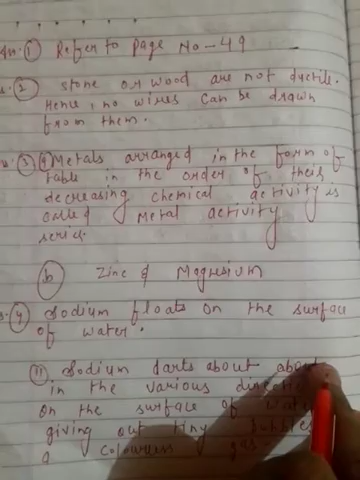 Ans. ① Refer to Page No - 49
② Stone or wood are not ductile.
Hence, no wires can be drawn
from them.
③ ⓐ Metals arranged in the form of
table in the order of their
decreasing chemical activity is
called Metal activity
series.
ⓑ Zinc & Magnesium
④ Sodium floats on the surface
of water.
ⓘⓘ Sodium darts about about
in the various
on the surface of water
giving out tiny bubbles
a colourless gas